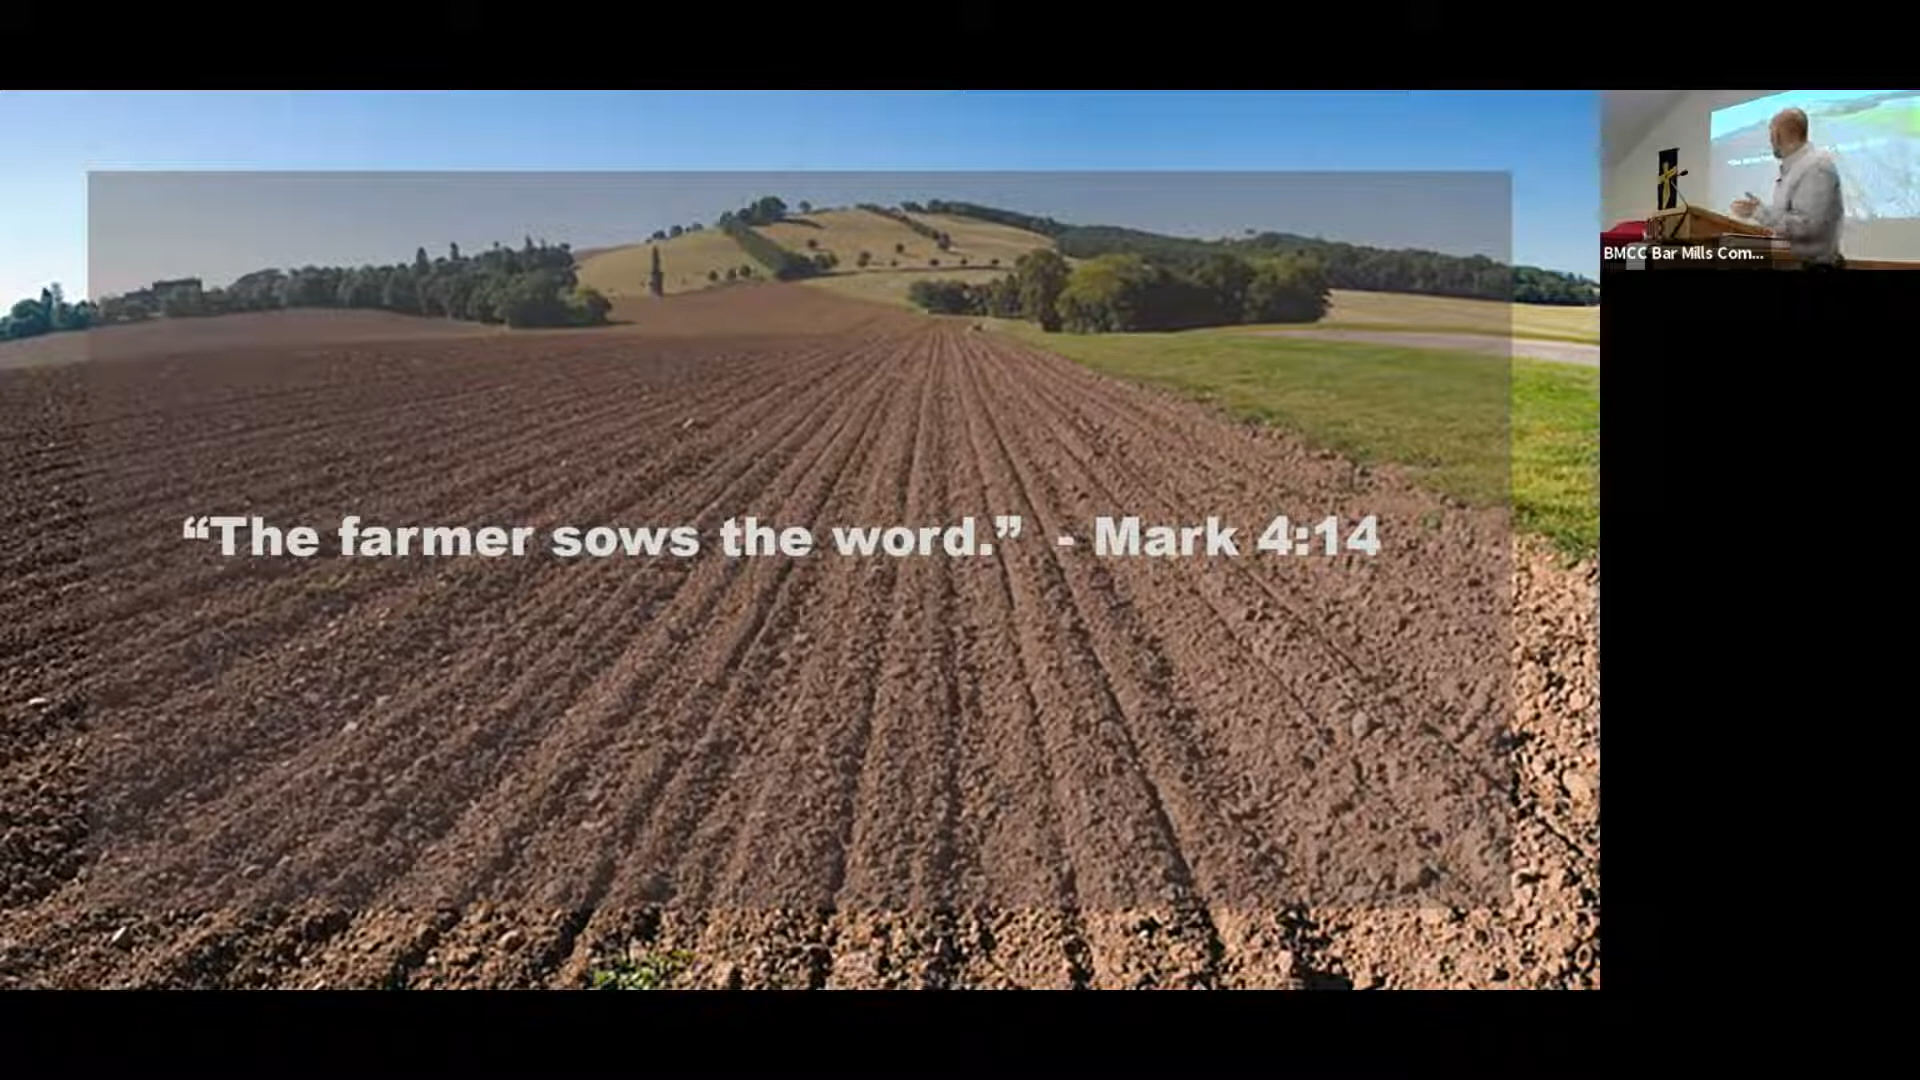 “The farmer sows the word.” - Mark 4:14
BMCC Bar Mills Com...